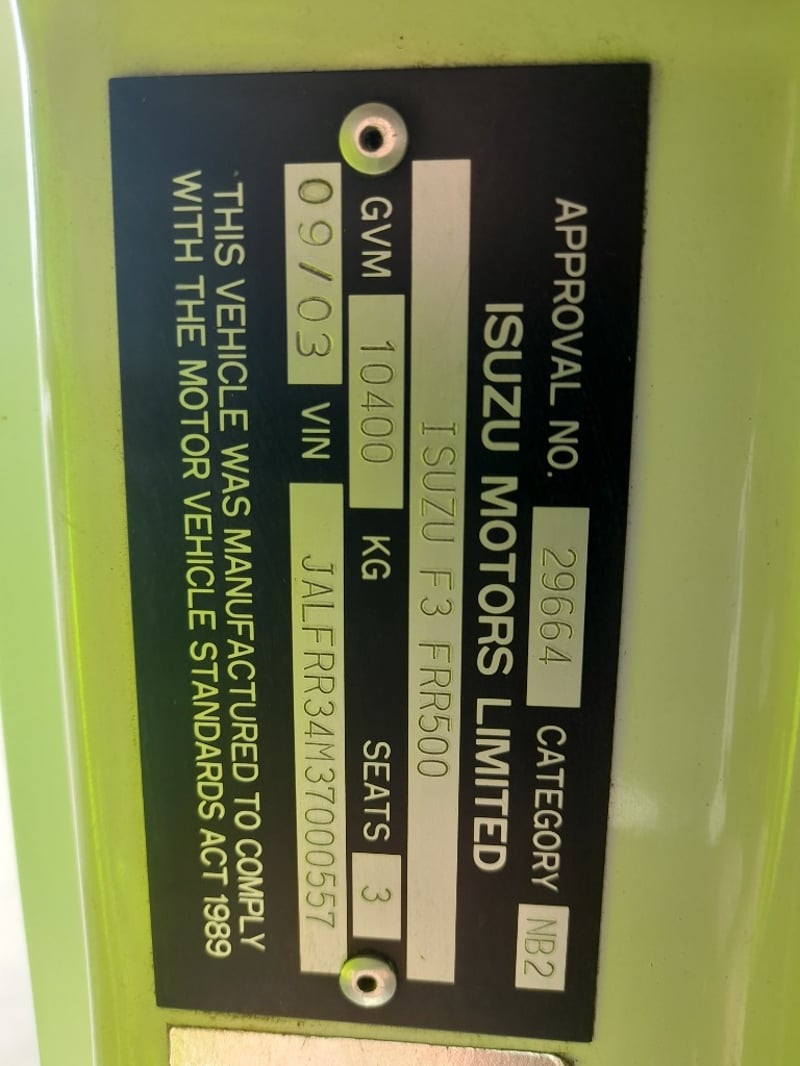 APPROVAL NO. 29664 CATEGORY NB2
ISUZU MOTORS LIMITED
ISUZU F3 FRR500
GVM 10400 KG SEATS 3
09/03 VIN JALFRR34M37000557
THIS VEHICLE WAS MANUFACTURED TO COMPLY
WITH THE MOTOR VEHICLE STANDARDS ACT 1989